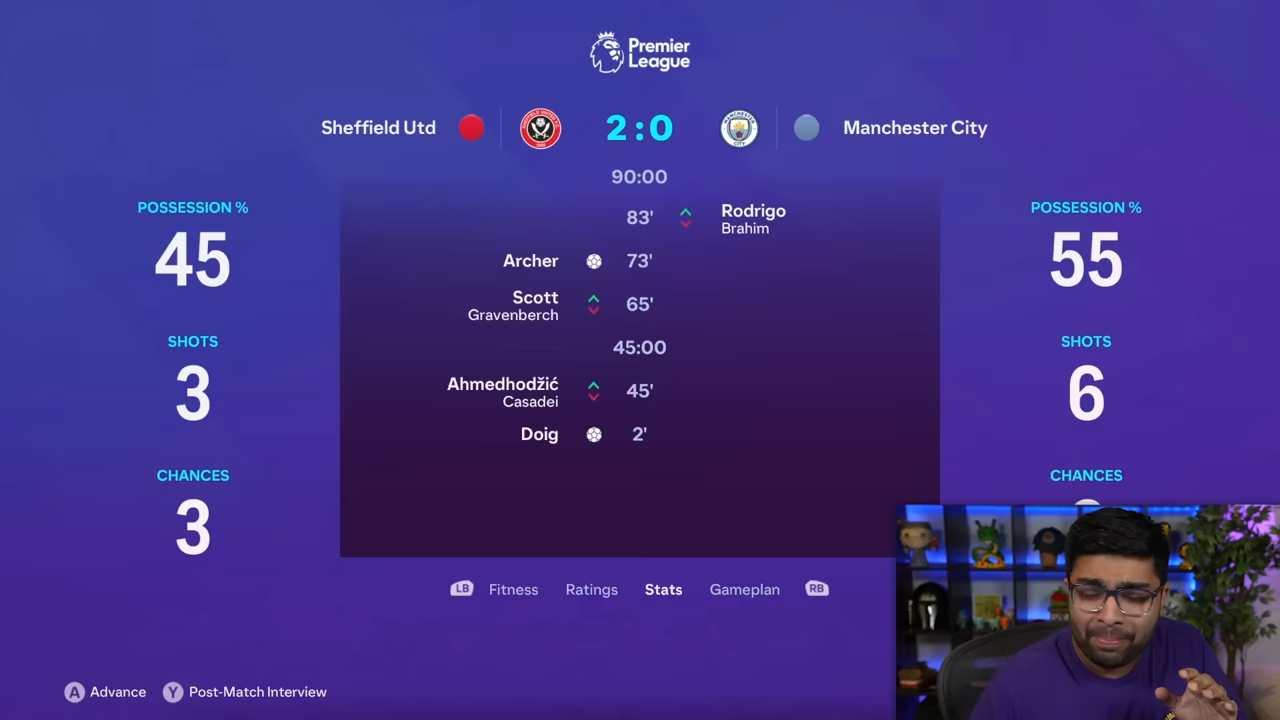 Premier
League
Sheffield Utd 2 : 0 Manchester City
90:00
POSSESSION %
45
SHOTS
3
CHANCES
3
83' Rodrigo
Brahim
Archer 73'
Scott 65'
Gravenberch
45:00
Ahmedhodžić 45'
Casadei
Doig 2'
POSSESSION %
55
SHOTS
6
CHANCES
LB Fitness Ratings Stats Gameplan RB
A Advance Y Post-Match Interview